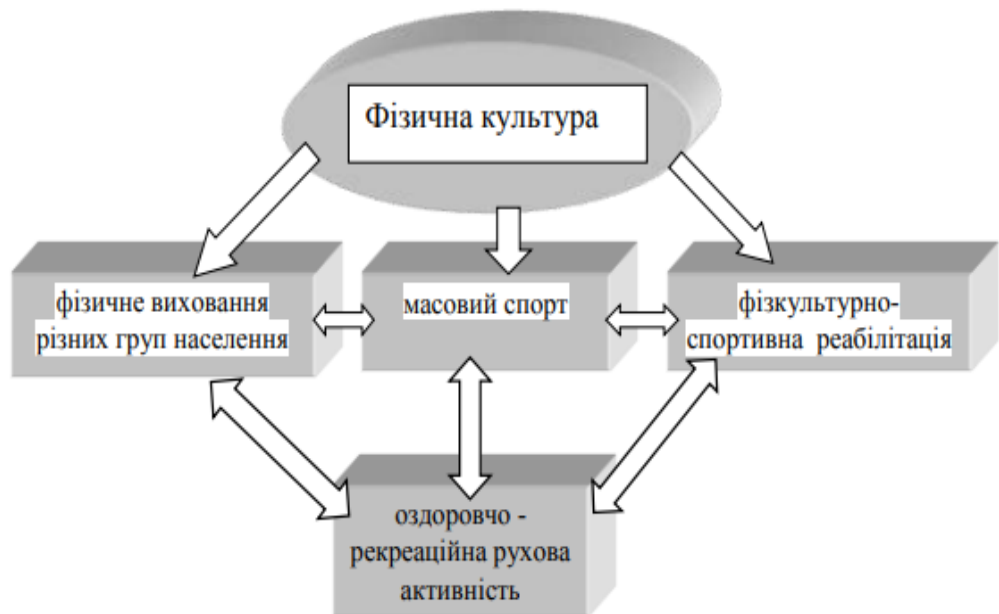 Фізична культура
фізичне виховання
різних груп населення
масовий спорт
фізкультурно-
спортивна реабілітація
оздоровчо -
рекреаційна рухова
активність